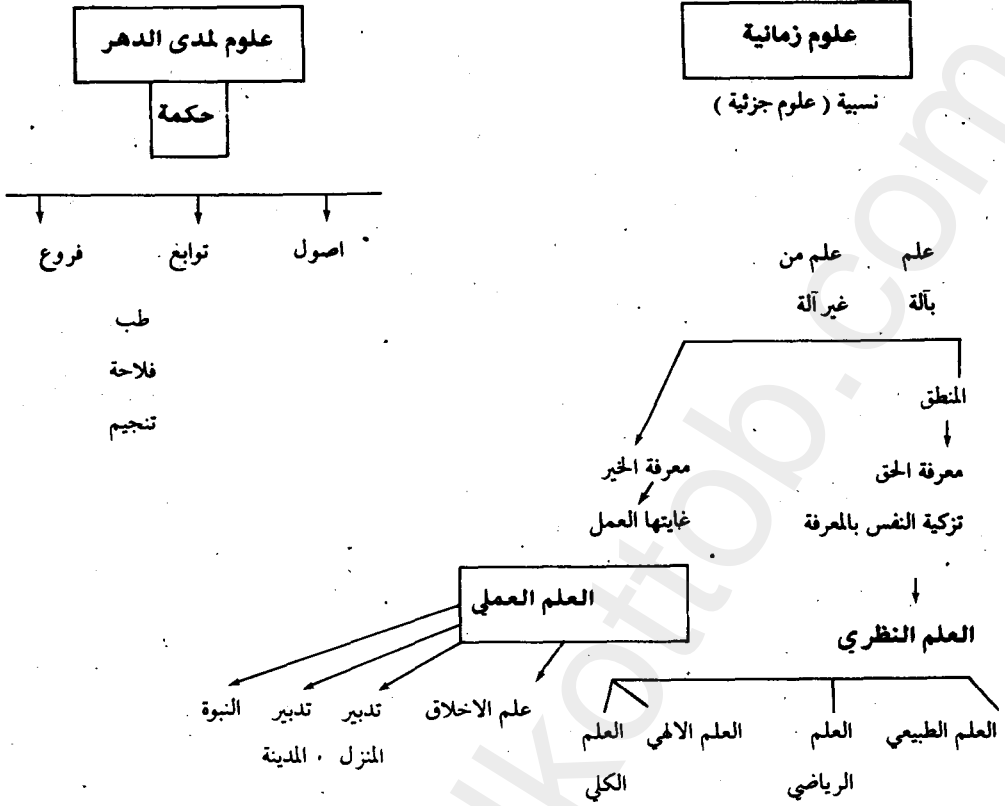 علوم زمانية
علوم لمدى الدهر
نسبية ( علوم جزئية )
حكمة
اصول
توابغ
فروع
علم بآلة
علم من غير آلة
طب
فلاحة
تنجيم
المنطق
معرفة الحق
معرفة الخير
تزكية النفس بالمعرفة
غايتها العمل
العلم العملي
العلم النظري
علم الاخلاق
تدبير المنزل
تدبير المدينة
النبوة
العلم الطبيعي
العلم الرياضي
العلم الالهي
العلم الكلي